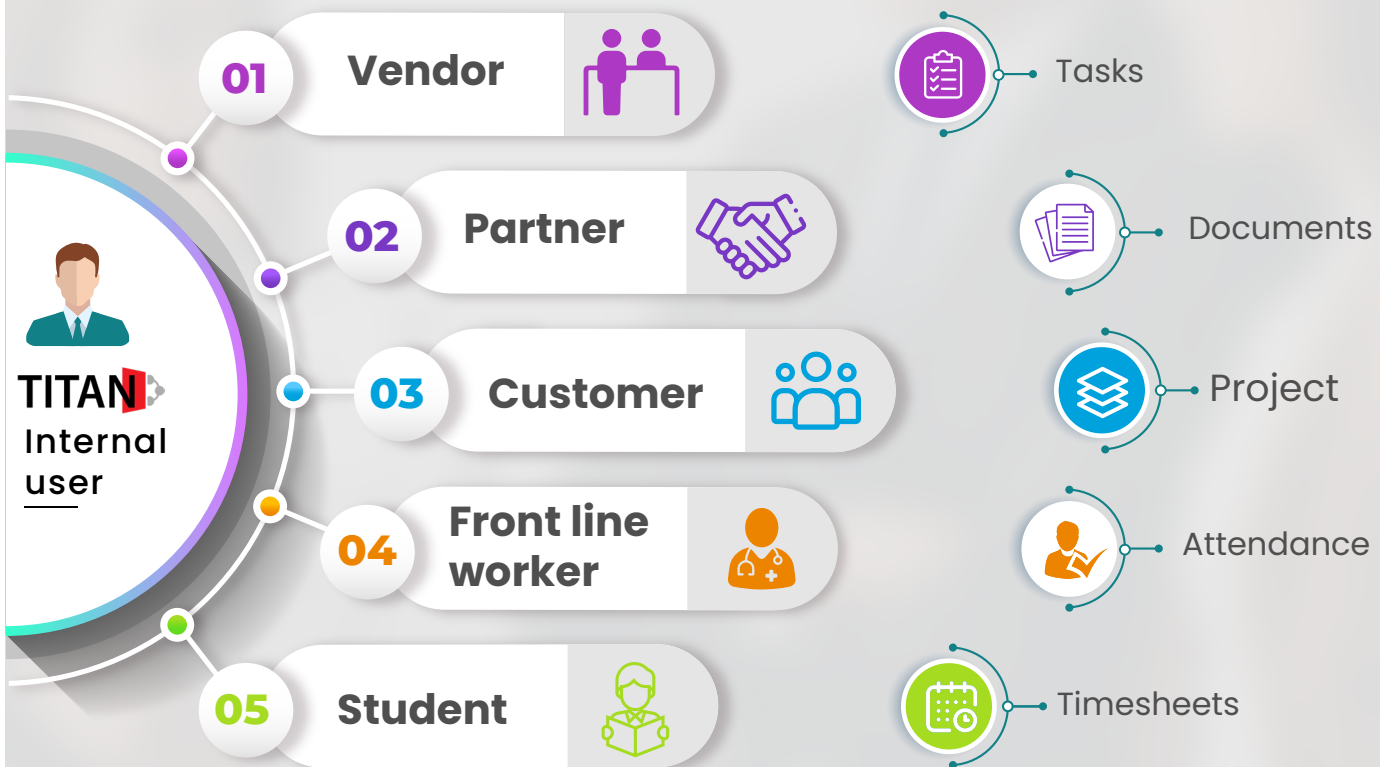 01
Vendor
Tasks
02
Partner
Documents
TITAN
Internal
user
03
Customer
Project
04
Front line
worker
Attendance
05
Student
Timesheets